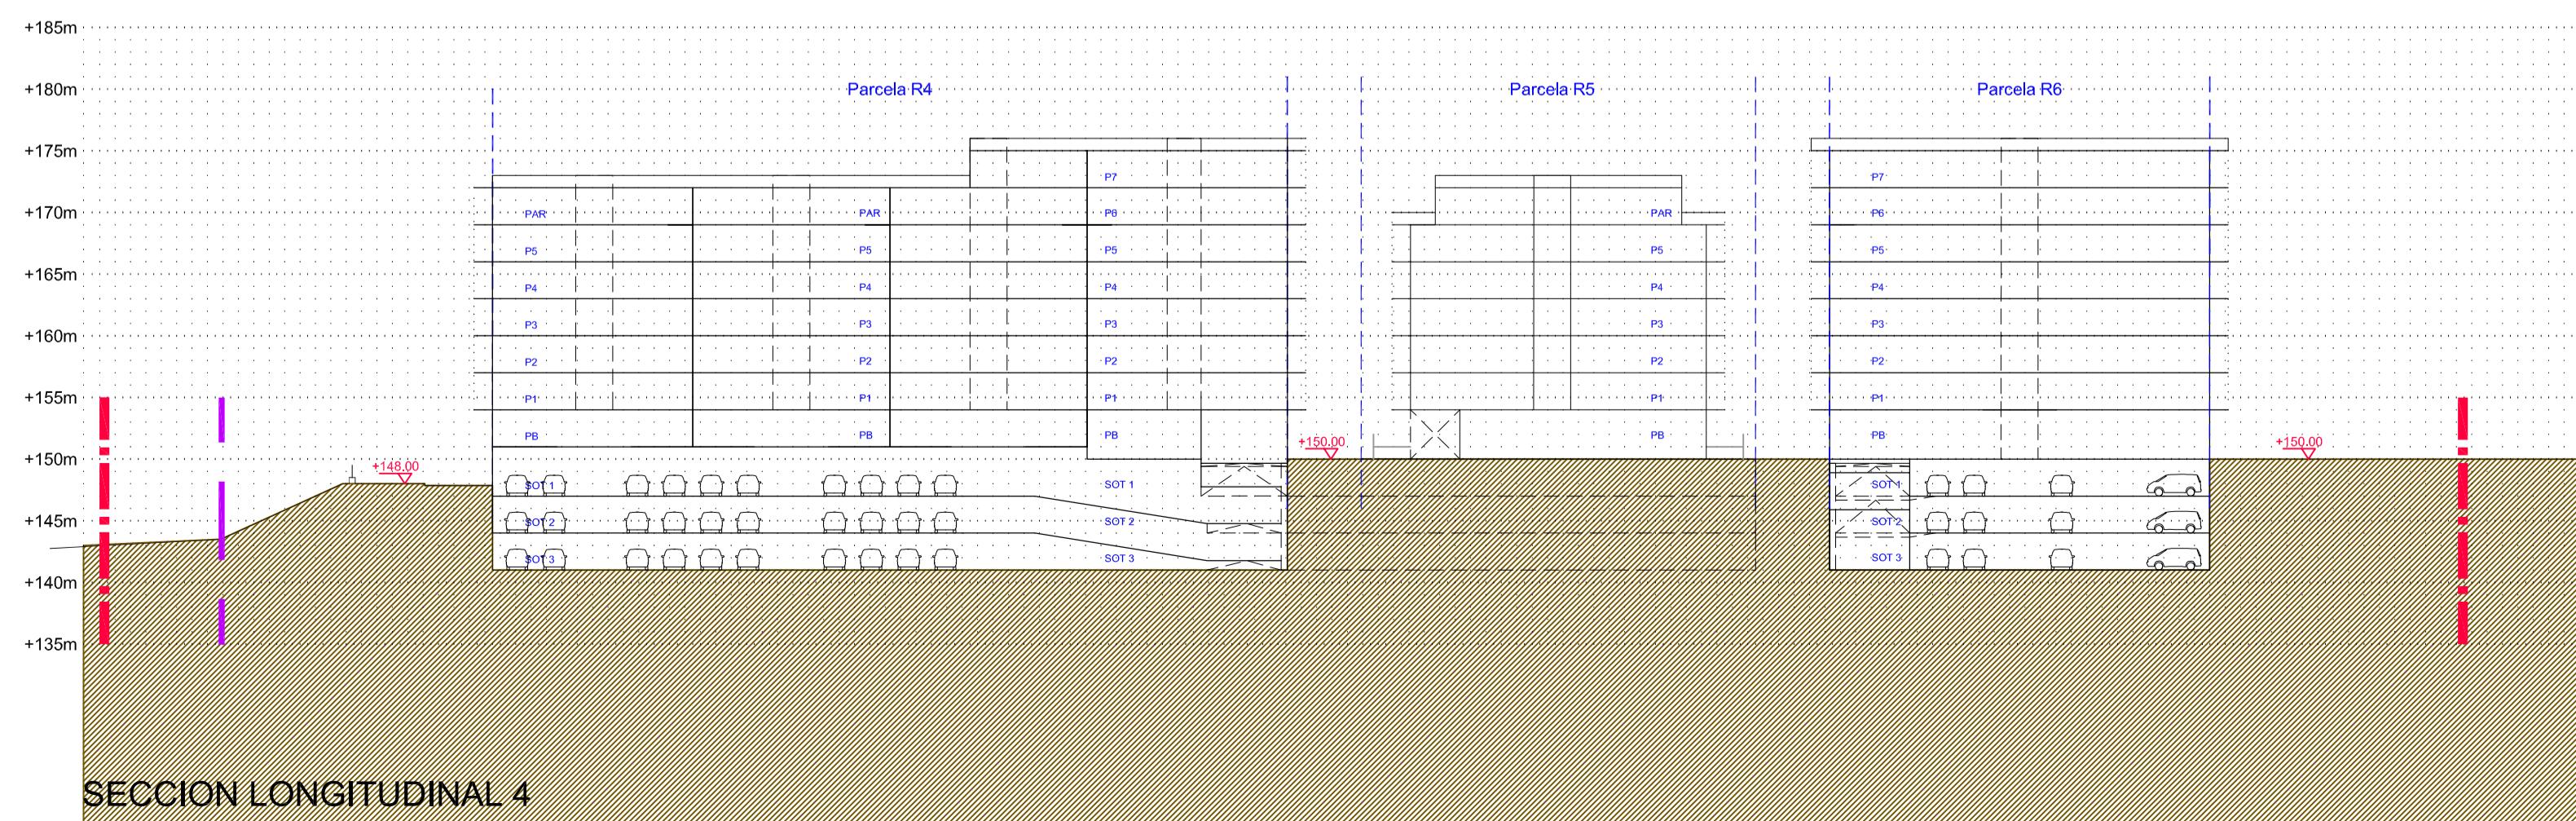 +185m
+180m
Parcela R4
Parcela R5
Parcela R6
+175m
P7
P7
+170m
PAR
PAR
P6
PAR
P6
P5
P5
P5
P5
P5
+165m
P4
P4
P4
P4
P4
+160m
P3
P3
P3
P3
P3
P2
P2
P2
P2
P2
+155m
P1
P1
P1
P1
P1
PB
PB
PB
PB
PB
+150m
+150.00
+150.00
+148.00
SOT 1
SOT 1
SOT 1
+145m
SOT 2
SOT 2
SOT 2
SOT 3
SOT 3
SOT 3
+140m
+135m
SECCION LONGITUDINAL 4